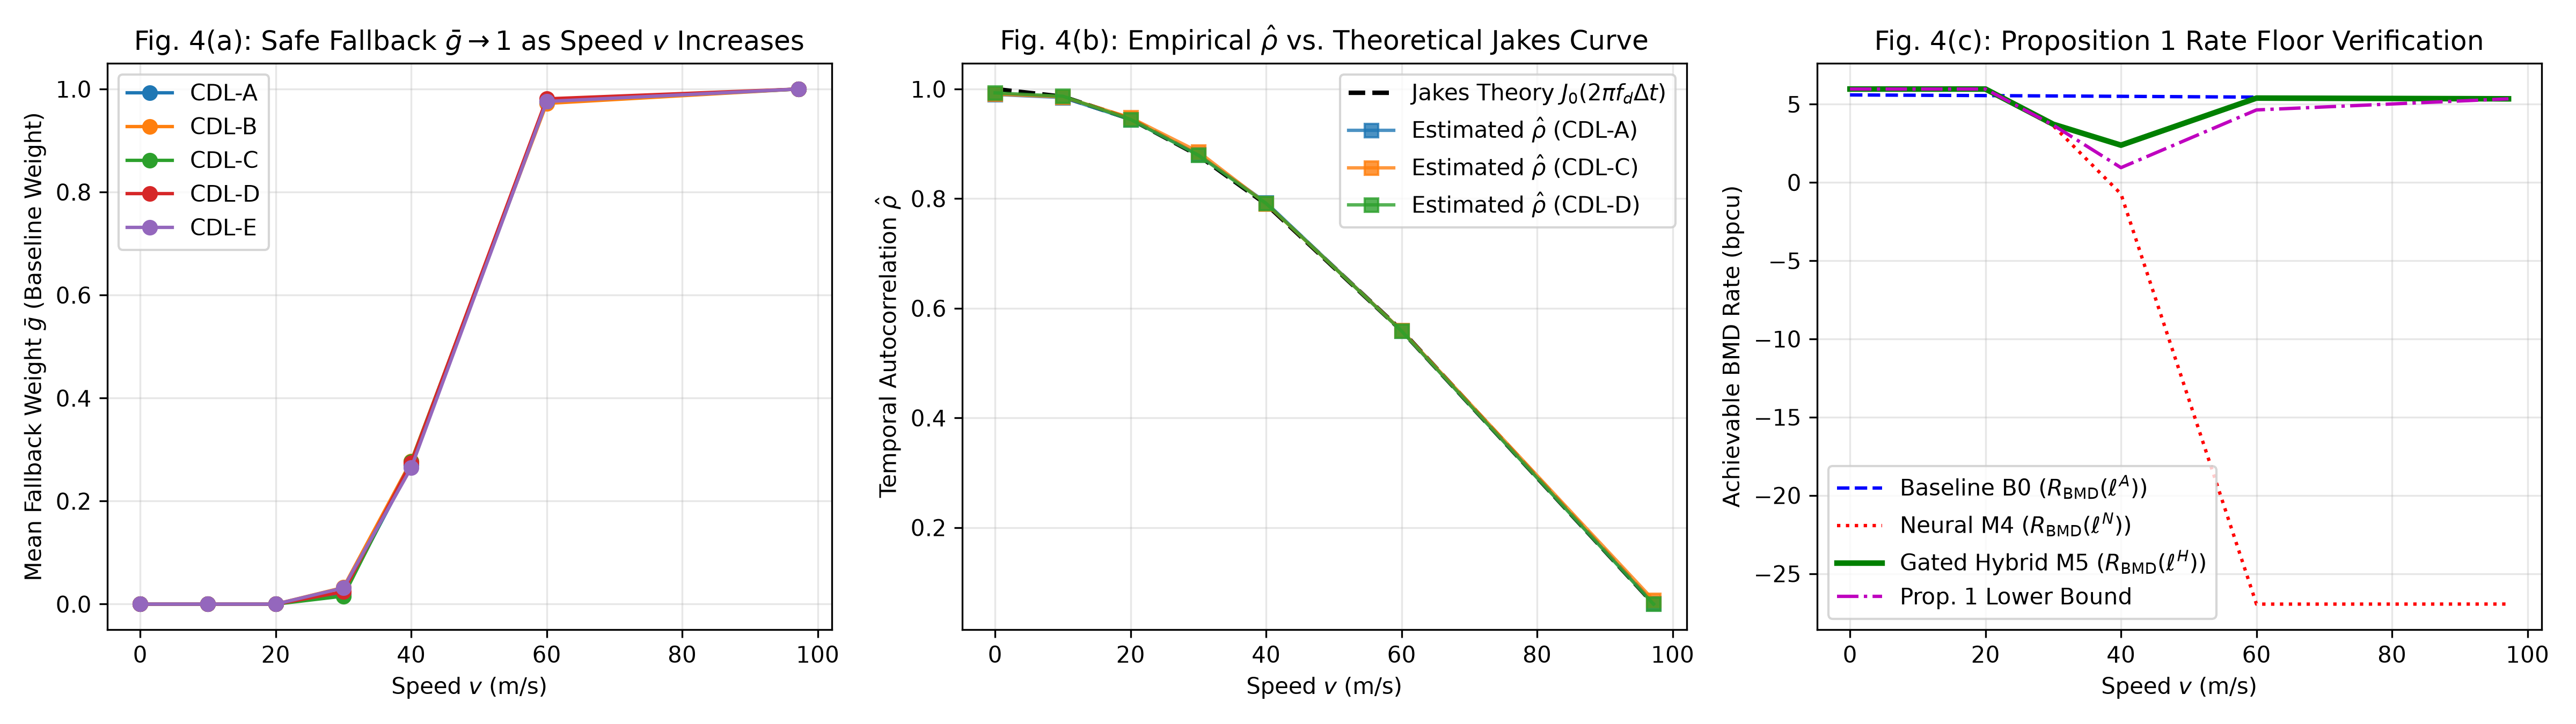 Fig. 4(a): Safe Fallback ḡ → 1 as Speed v Increases
Mean Fallback Weight ḡ (Baseline Weight)
1.0
0.8
0.6
0.4
0.2
0.0
CDL-A
CDL-B
CDL-C
CDL-D
CDL-E
0 20 40 60 80 100
Speed v (m/s)
Fig. 4(b): Empirical ρ̂ vs. Theoretical Jakes Curve
Temporal Autocorrelation ρ̂
1.0
0.8
0.6
0.4
0.2
Jakes Theory J₀(2πf_dΔt)
Estimated ρ̂ (CDL-A)
Estimated ρ̂ (CDL-C)
Estimated ρ̂ (CDL-D)
0 20 40 60 80 100
Speed v (m/s)
Fig. 4(c): Proposition 1 Rate Floor Verification
Achievable BMD Rate (bpcu)
5
0
−5
−10
−15
−20
−25
Baseline B0 (R_BMD(ℓ^A))
Neural M4 (R_BMD(ℓ^N))
Gated Hybrid M5 (R_BMD(ℓ^H))
Prop. 1 Lower Bound
0 20 40 60 80 100
Speed v (m/s)